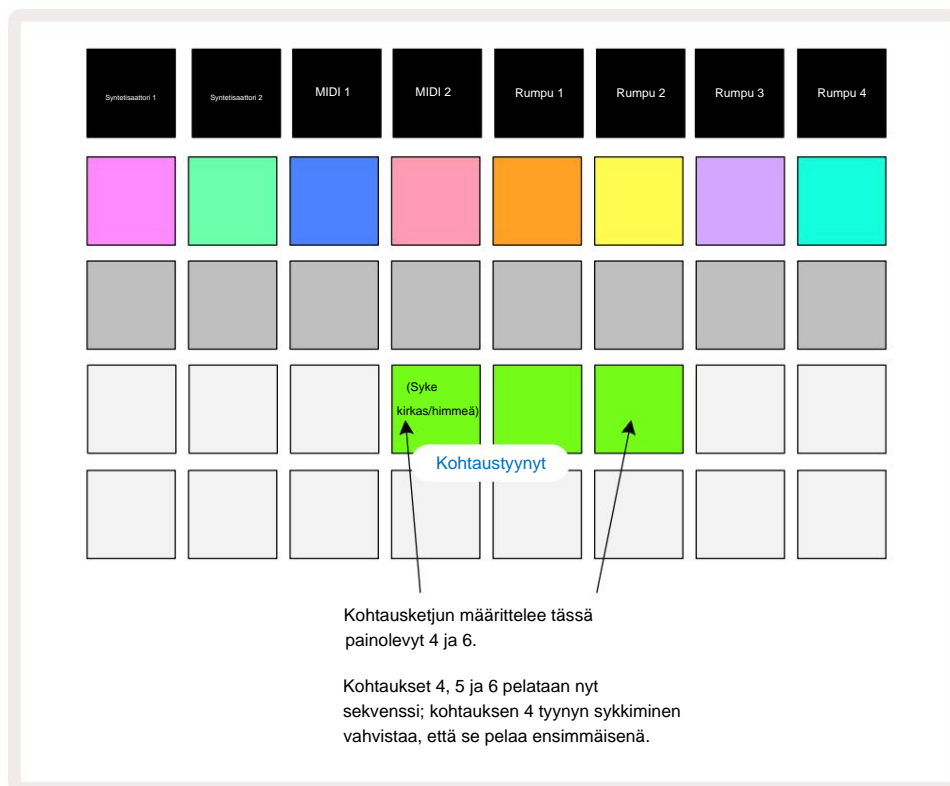 Syntetisaattori 1
Syntetisaattori 2
MIDI 1
MIDI 2
Rumpu 1
Rumpu 2
Rumpu 3
Rumpu 4
(Syke
kirkas/himmeä)
Kohtaustyynyt
Kohtausketjun määrittelee tässä
painolevyt 4 ja 6.
Kohtaukset 4, 5 ja 6 pelataan nyt
sekvenssi; kohtauksen 4 tyynyn sykkiminen
vahvistaa, että se pelaa ensimmäisenä.